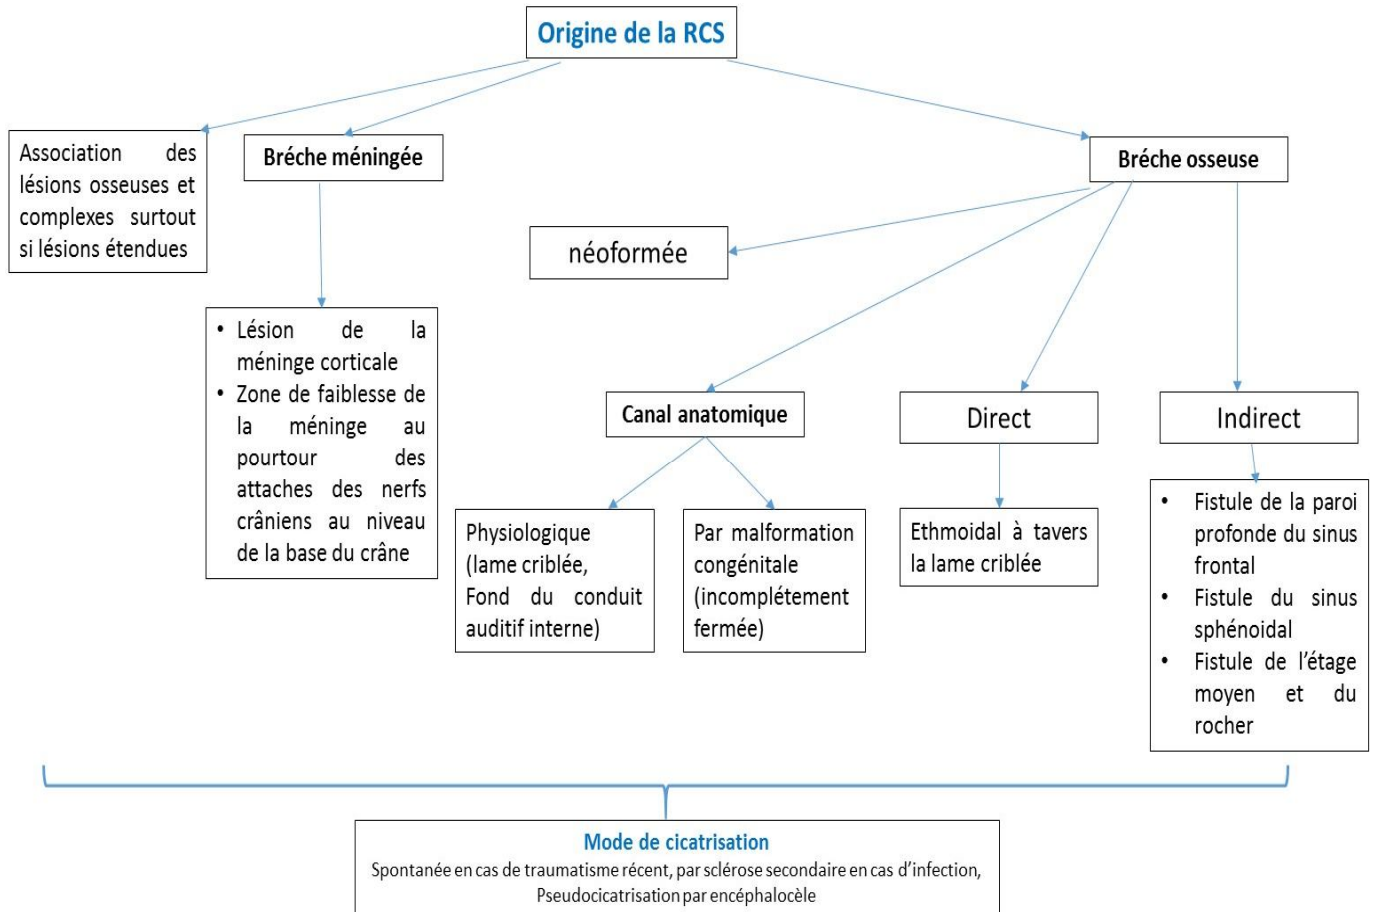 Origine de la RCS
Association des
lésions osseuses et
complexes surtout
si lésions étendues
Bréche méningée
Bréche osseuse
néoformée
• Lésion de la
méninge corticale
• Zone de faiblesse de
la méninge au
pourtour des
attaches des nerfs
crâniens au niveau
de la base du crâne
Canal anatomique
Direct
Indirect
Physiologique
(lame criblée,
Fond du conduit
auditif interne)
Par malformation
congénitale
(incomplétement
fermée)
Ethmoidal à tavers
la lame criblée
• Fistule de la paroi
profonde du sinus
frontal
• Fistule du sinus
sphénoidal
• Fistule de l'étage
moyen et du
rocher
Mode de cicatrisation
Spontanée en cas de traumatisme récent, par sclérose secondaire en cas d'infection,
Pseudocicatrisation par encéphalocèle